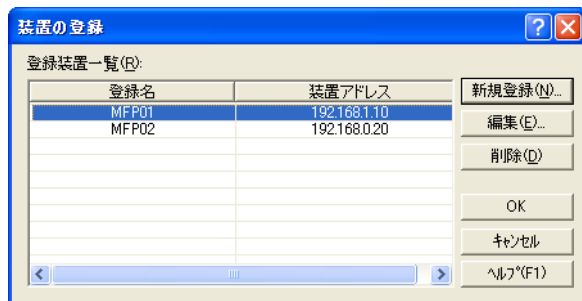 装置の登録
登録装置一覧(R):
登録名 装置アドレス
MFP01 192.168.1.10
MFP02 192.168.0.20
新規登録(N)...
編集(E)...
削除(D)
OK
キャンセル
ヘルプ(F1)